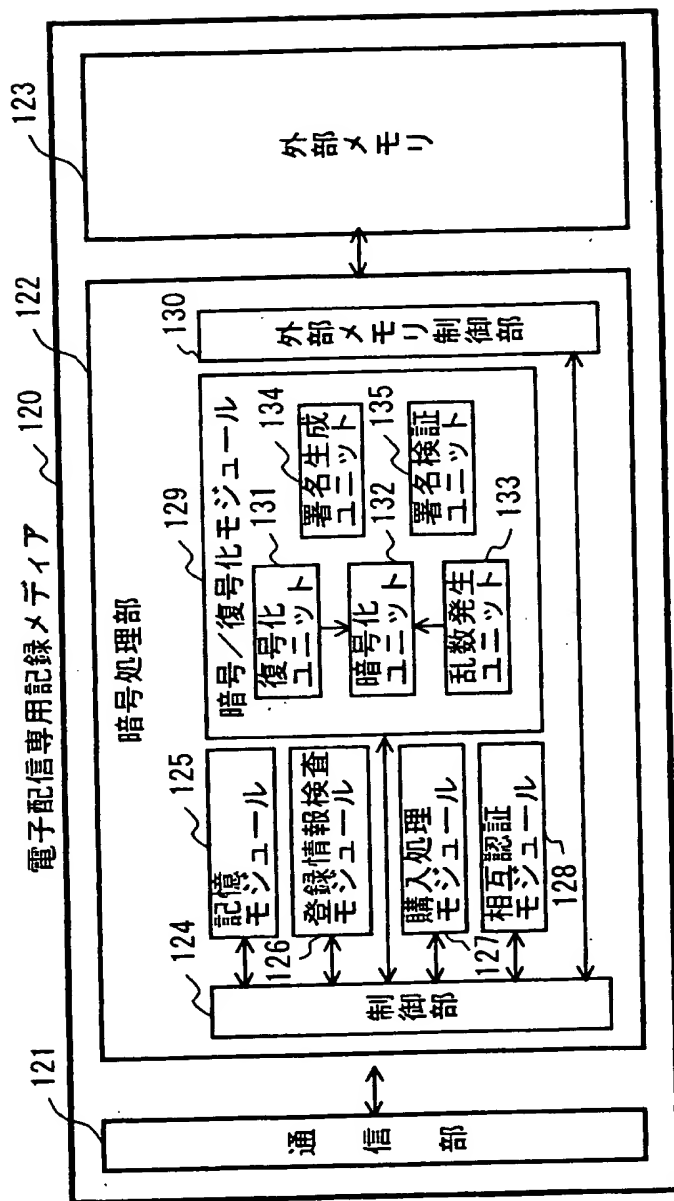 電子配信専用記録メディア
120
121
122
123
通信部
暗号処理部
外部メモリ
124
制御部
125
記憶
モジュール
126
登録情報検査
モジュール
127
購入処理
モジュール
128
相互認証
モジュール
129
暗号/復号化モジュール
131
復号化
ユニット
132
暗号化
ユニット
133
乱数発生
ユニット
134
署名生成
ユニット
135
署名検証
ユニット
130
外部メモリ制御部